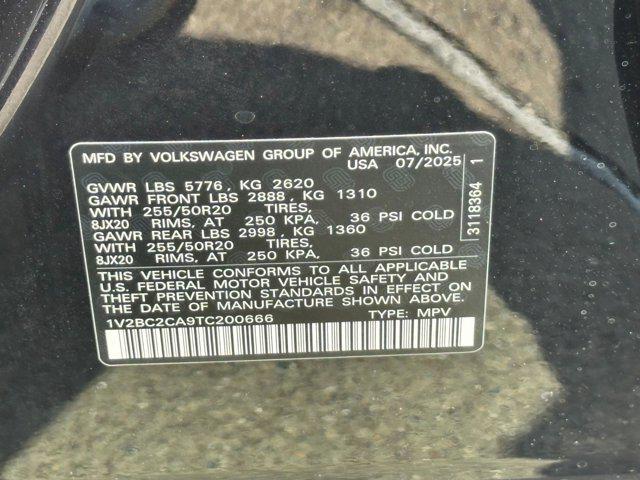 MFD BY VOLKSWAGEN GROUP OF AMERICA, INC.
USA 07/2025
GVWR LBS 5776, KG 2620
GAWR FRONT LBS 2888, KG 1310
WITH 255/50R20 TIRES,
8JX20 RIMS, AT 250 KPA, 36 PSI COLD
GAWR REAR LBS 2998, KG 1360
WITH 255/50R20 TIRES,
8JX20 RIMS, AT 250 KPA, 36 PSI COLD
THIS VEHICLE CONFORMS TO ALL APPLICABLE
U.S. FEDERAL MOTOR VEHICLE SAFETY AND
THEFT PREVENTION STANDARDS IN EFFECT ON
THE DATE OF MANUFACTURE SHOWN ABOVE.
1V2BC2CA9TC200666 TYPE: MPV
3118364 1